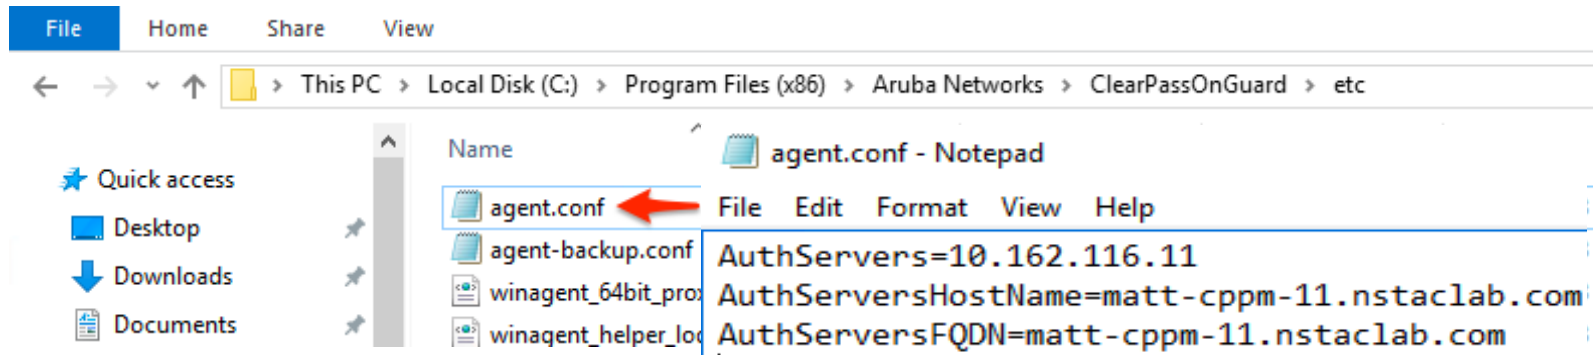 File Home Share View
This PC > Local Disk (C:) > Program Files (x86) > Aruba Networks > ClearPassOnGuard > etc
Quick access
Desktop
Downloads
Documents
Name
agent.conf
agent-backup.conf
winagent_64bit_pro
winagent_helper_lo
agent.conf - Notepad
File Edit Format View Help
AuthServers=10.162.116.11
AuthServersHostName=matt-cppm-11.nstaclab.com
AuthServersFQDN=matt-cppm-11.nstaclab.com